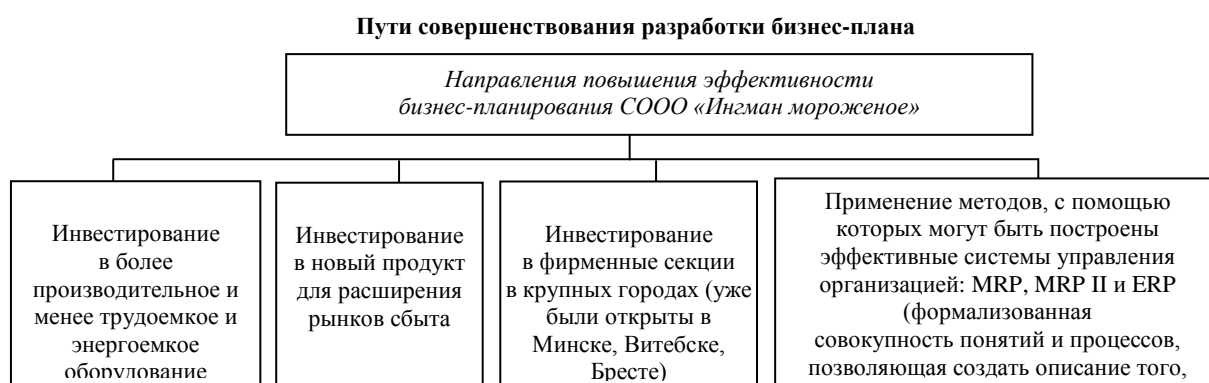 Пути совершенствования разработки бизнес-плана
Направления повышения эффективности
бизнес-планирования СООО «Ингман мороженое»
Инвестирование
в более
производительное и
менее трудоемкое и
энергоемкое
оборудование
Инвестирование
в новый продукт
для расширения
рынков сбыта
Инвестирование
в фирменные секции
в крупных городах (уже
были открыты в
Минске, Витебске,
Бресте)
Применение методов, с помощью
которых могут быть построены
эффективные системы управления
организацией: MRP, MRP II и ERP
(формализованная
совокупность понятий и процессов,
позволяющая создать описание того,